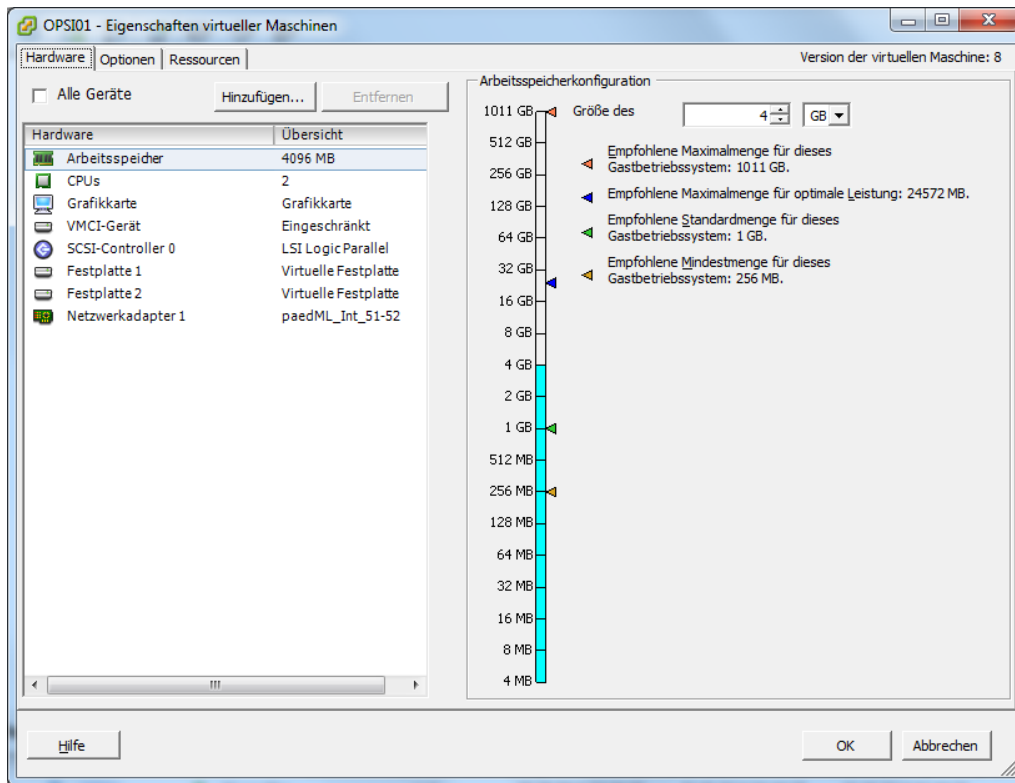 OPSI01 - Eigenschaften virtueller Maschinen
Hardware Optionen Ressourcen
Version der virtuellen Maschine: 8
Alle Geräte
Hinzufügen...
Entfernen
Hardware Übersicht
Arbeitsspeicher 4096 MB
CPUs 2
Grafikkarte Grafikkarte
VMCI-Gerät Eingeschränkt
SCSI-Controller 0 LSI Logic Parallel
Festplatte 1 Virtuelle Festplatte
Festplatte 2 Virtuelle Festplatte
Netzwerkadapter 1 paedML_Int_51-52
Arbeitsspeicherkonfiguration
1011 GB
512 GB
256 GB
128 GB
64 GB
32 GB
16 GB
8 GB
4 GB
2 GB
1 GB
512 MB
256 MB
128 MB
64 MB
32 MB
16 MB
8 MB
4 MB
Größe des 4 GB
Empfohlene Maximalmenge für dieses
Gastbetriebssystem: 1011 GB.
Empfohlene Maximalmenge für optimale Leistung: 24572 MB.
Empfohlene Standardmenge für dieses
Gastbetriebssystem: 1 GB.
Empfohlene Mindestmenge für dieses
Gastbetriebssystem: 256 MB.
Hilfe
OK
Abbrechen